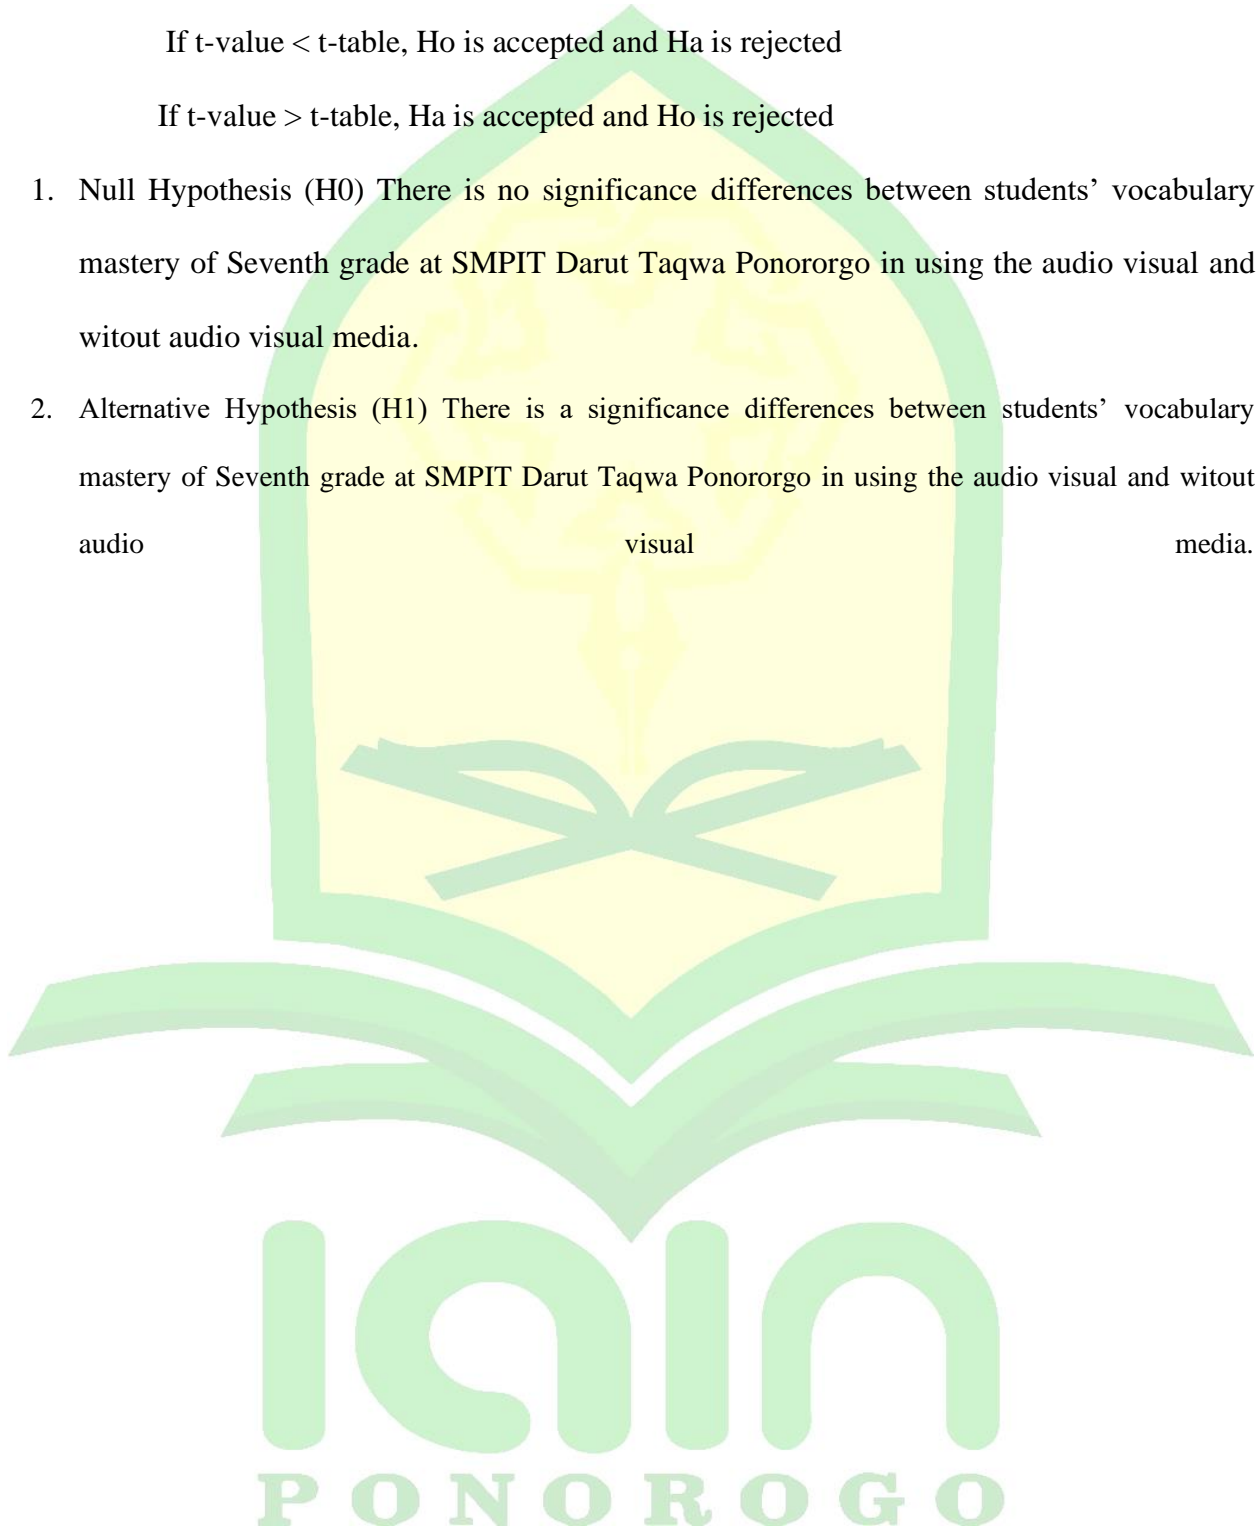 If t-value < t-table, Ho is accepted and Ha is rejected
If t-value > t-table, Ha is accepted and Ho is rejected
1. Null Hypothesis (H0) There is no significance differences between students’ vocabulary
mastery of Seventh grade at SMPIT Darut Taqwa Ponororgo in using the audio visual and
witout audio visual media.
2. Alternative Hypothesis (H1) There is a significance differences between students’ vocabulary
mastery of Seventh grade at SMPIT Darut Taqwa Ponororgo in using the audio visual and witout
audio visual media.
iain
PONOROGO